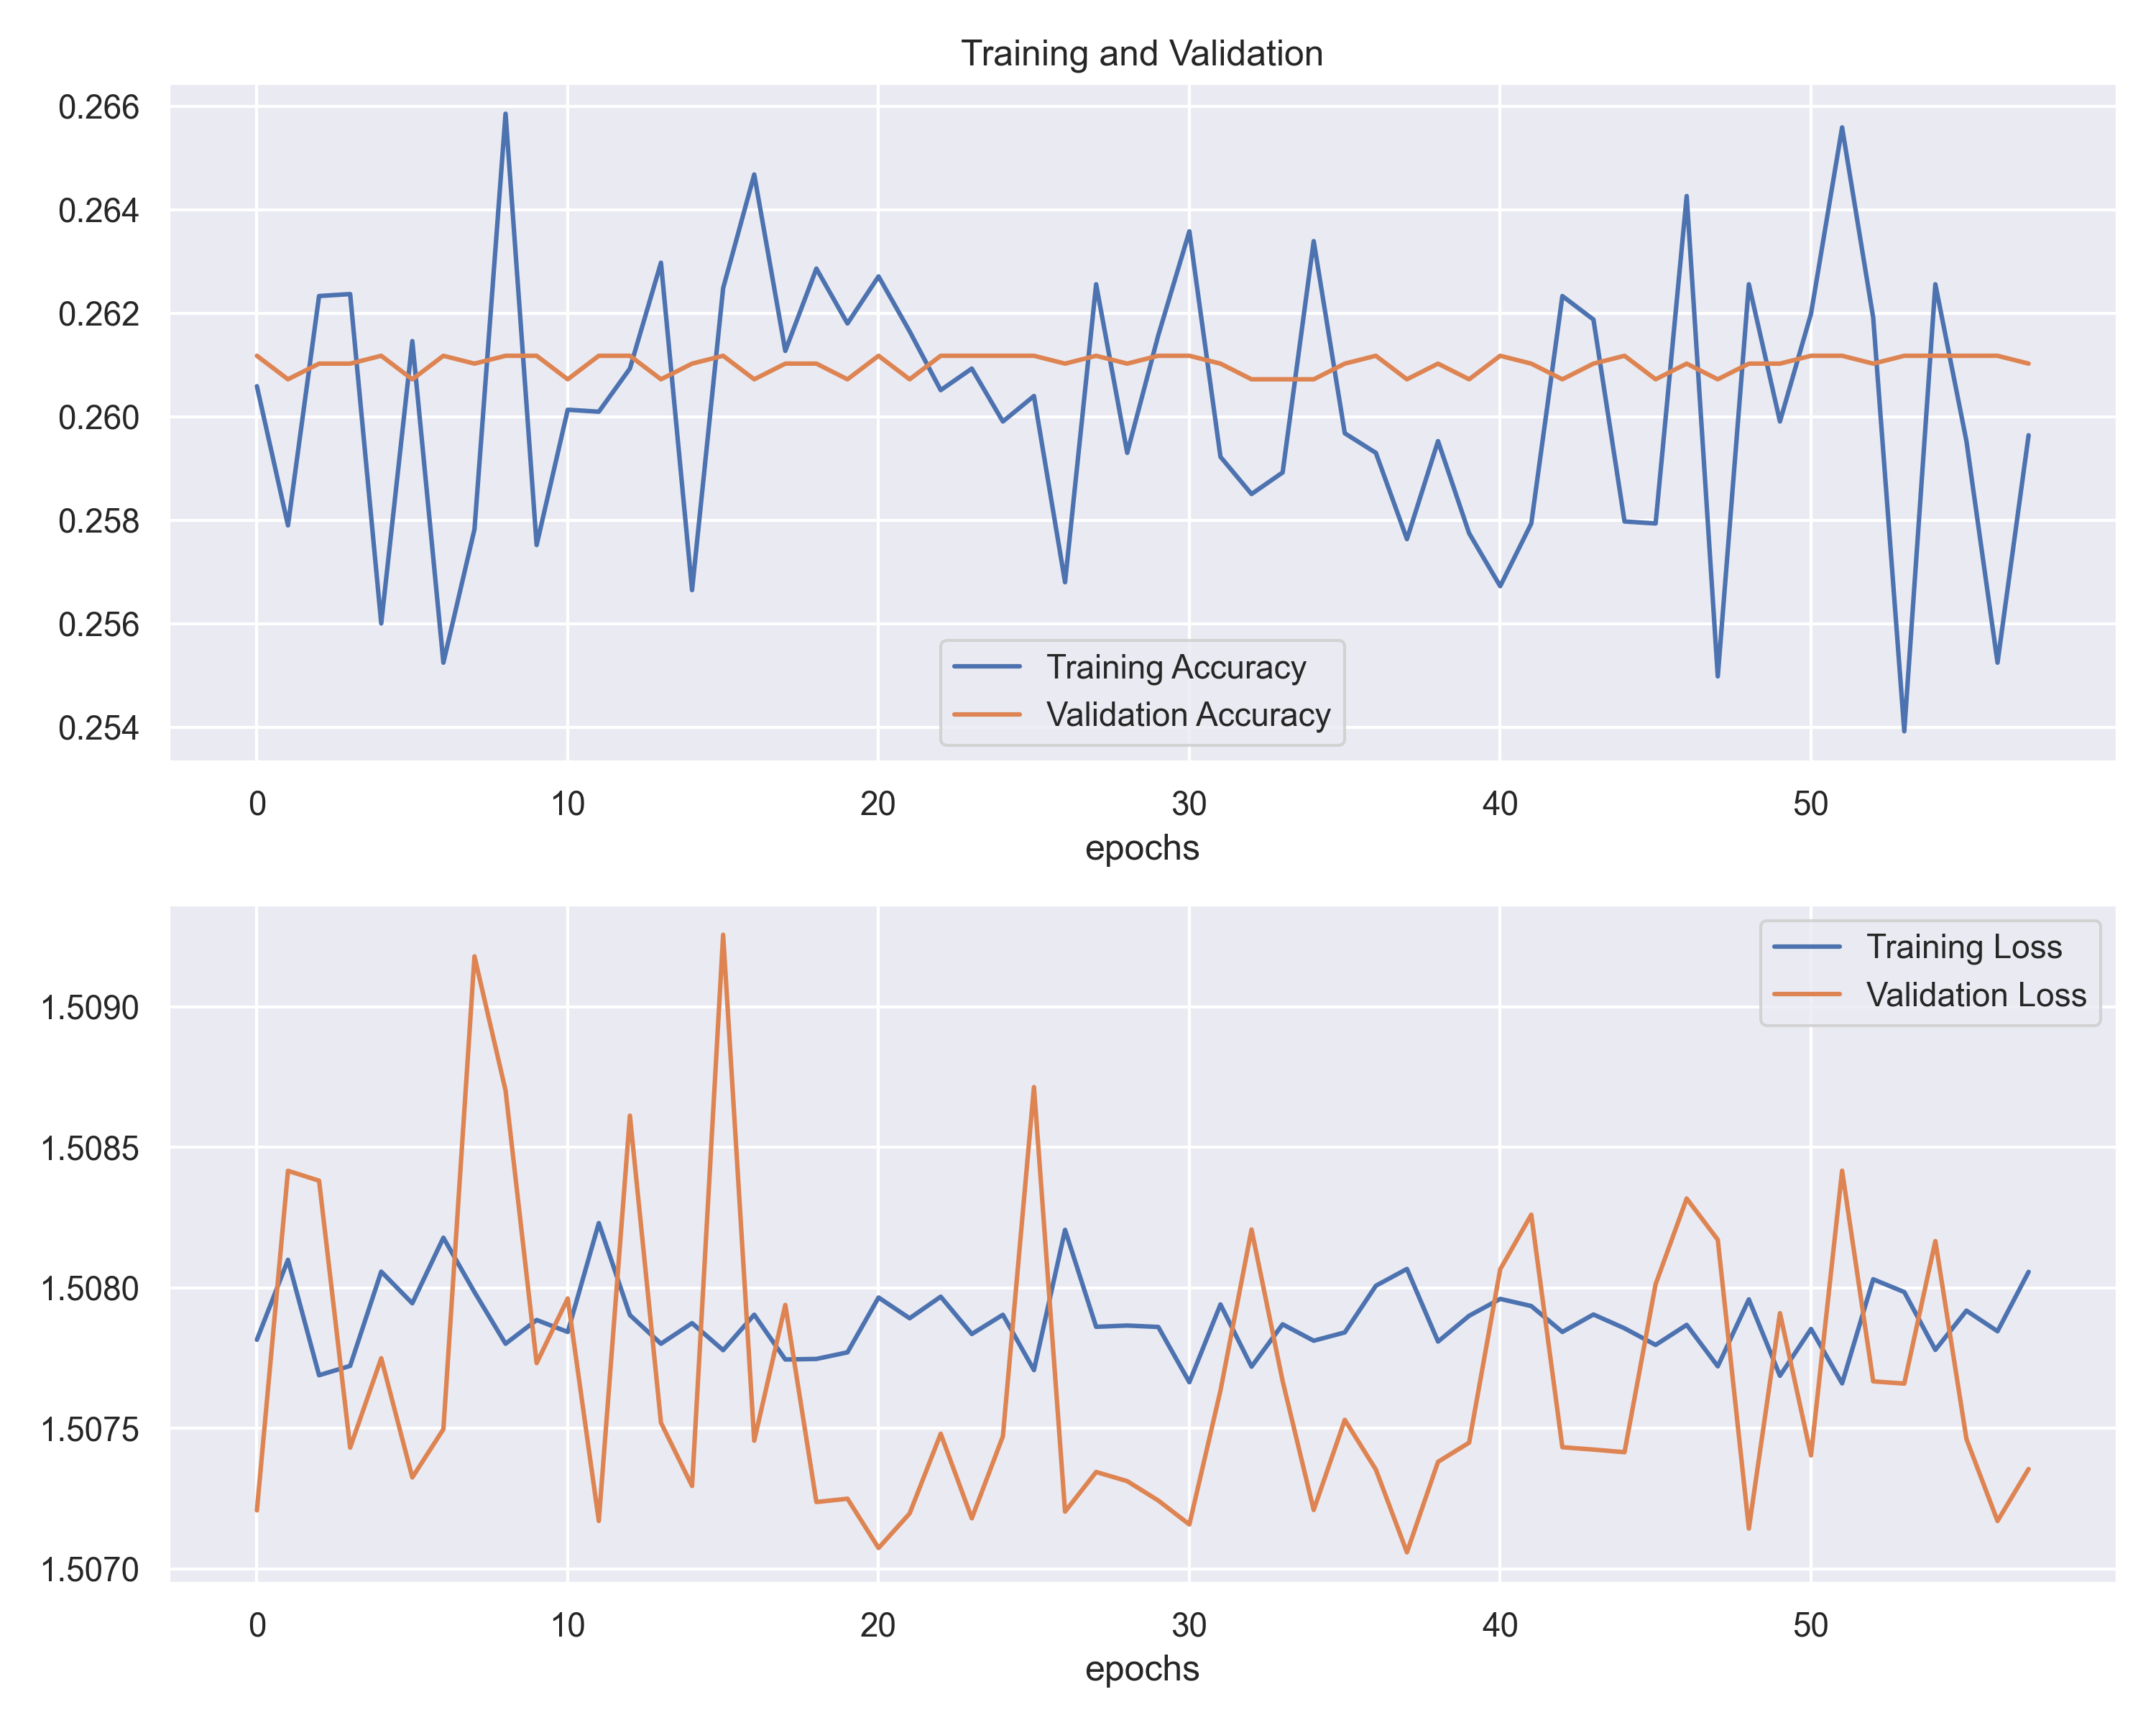 Training and Validation
0.266
0.264
0.262
0.260
0.258
0.256
0.254
Training Accuracy
Validation Accuracy
0 10 20 30 40 50
epochs
Training Loss
Validation Loss
1.5090
1.5085
1.5080
1.5075
1.5070
0 10 20 30 40 50
epochs